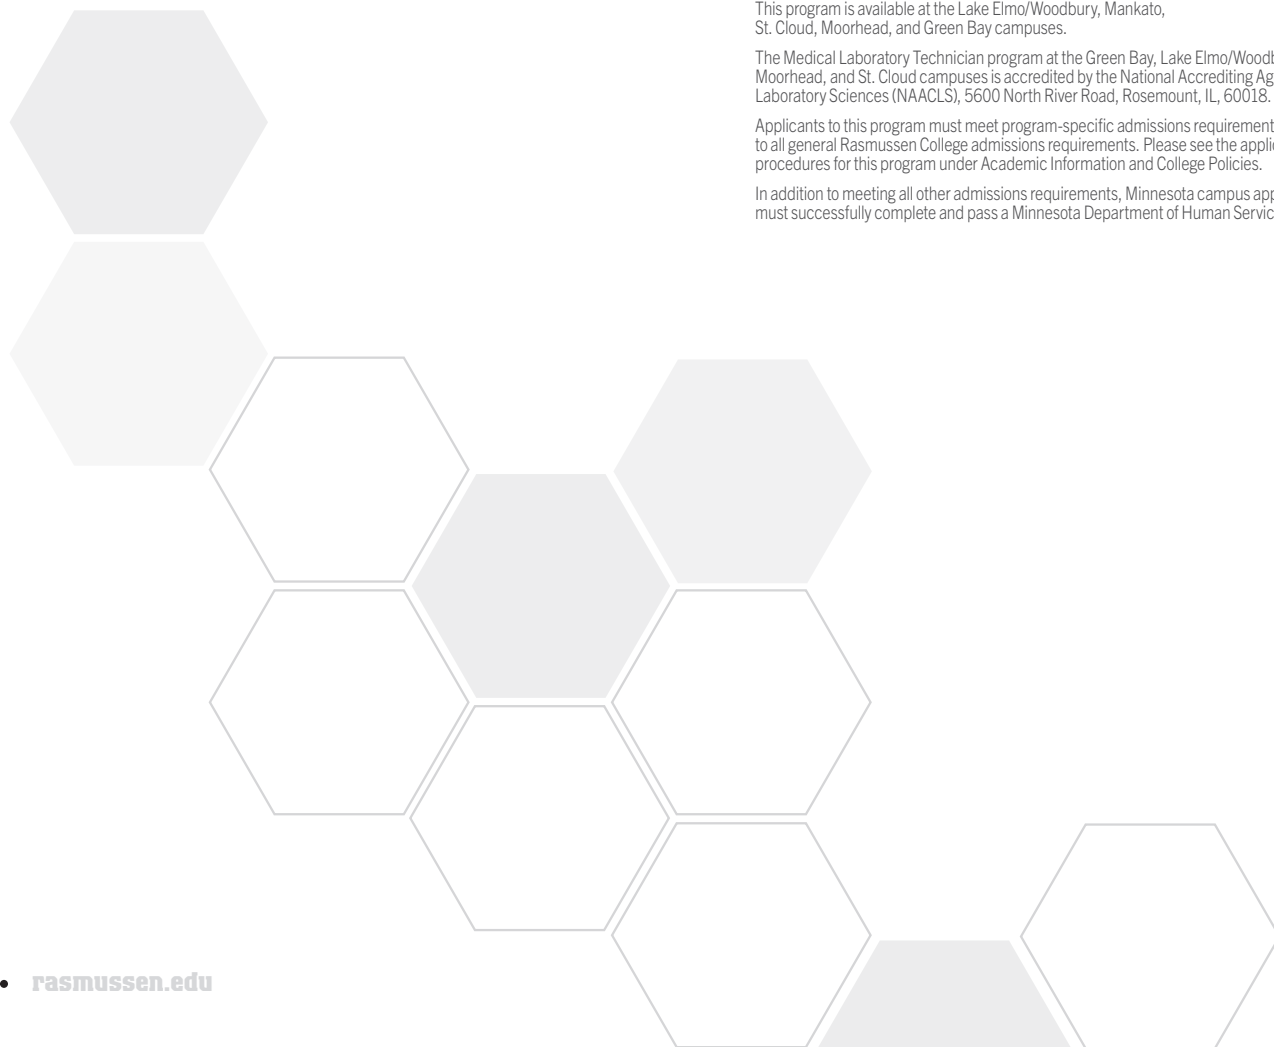 This program is available at the Lake Elmo/Woodbury, Mankato,
St. Cloud, Moorhead, and Green Bay campuses.
The Medical Laboratory Technician program at the Green Bay, Lake Elmo/Woodb
Moorhead, and St. Cloud campuses is accredited by the National Accrediting Ag
Laboratory Sciences (NAACLS), 5600 North River Road, Rosemount, IL, 60018.
Applicants to this program must meet program-specific admissions requirement
to all general Rasmussen College admissions requirements. Please see the applic
procedures for this program under Academic Information and College Policies.
In addition to meeting all other admissions requirements, Minnesota campus app
must successfully complete and pass a Minnesota Department of Human Servic
• rasmussen.edu